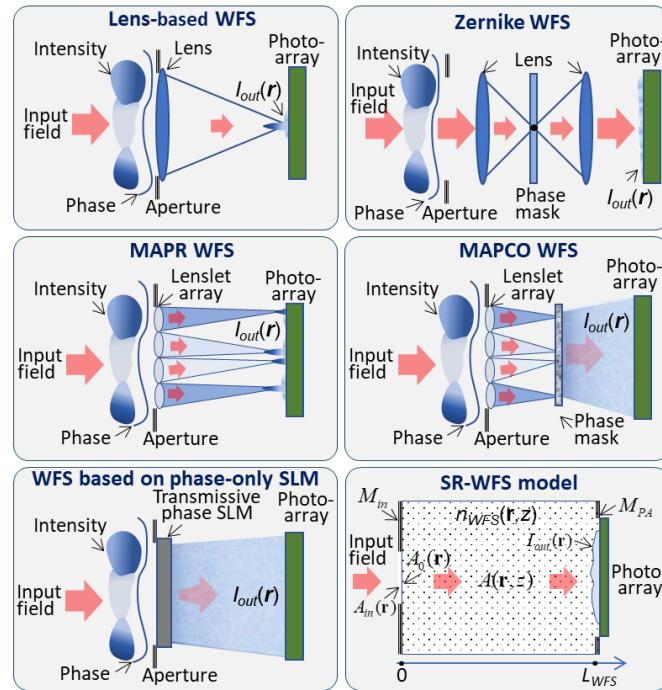 Lens-based WFS
Intensity
Lens
Photo-
array
I_out(r)
Input
field
Phase
Aperture
Zernike WFS
Intensity
Lens
Photo-
array
Input
field
Phase
Aperture
Phase
mask
I_out(r)
MAPR WFS
Intensity
Lenslet
array
Photo-
array
I_out(r)
Input
field
Phase
Aperture
MAPCO WFS
Intensity
Lenslet
array
Photo-
array
I_out(r)
Input
field
Phase
Aperture
Phase
mask
WFS based on phase-only SLM
Transmissive
phase SLM
Photo-
array
Intensity
Input
field
I_out(r)
Phase
Aperture
SR-WFS model
M_in
n_WFS(r,z)
M_PA
Input
field
A_0(r)
I_out(r)
A(r,z)
Photo
array
A_in(r)
0
L_WFS